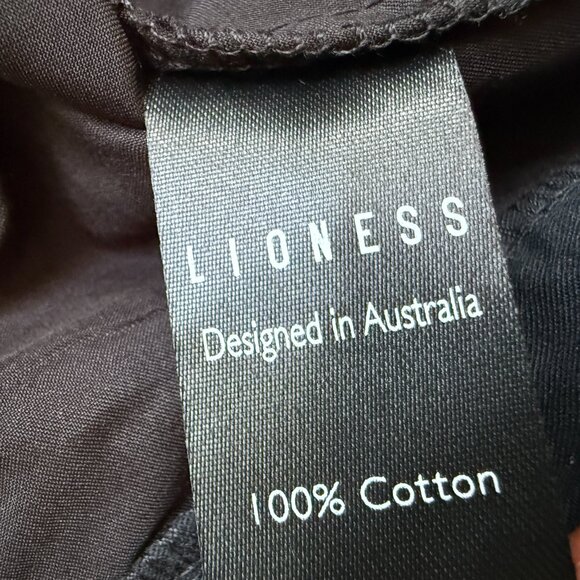 LIONESS
Designed in Australia
100% Cotton